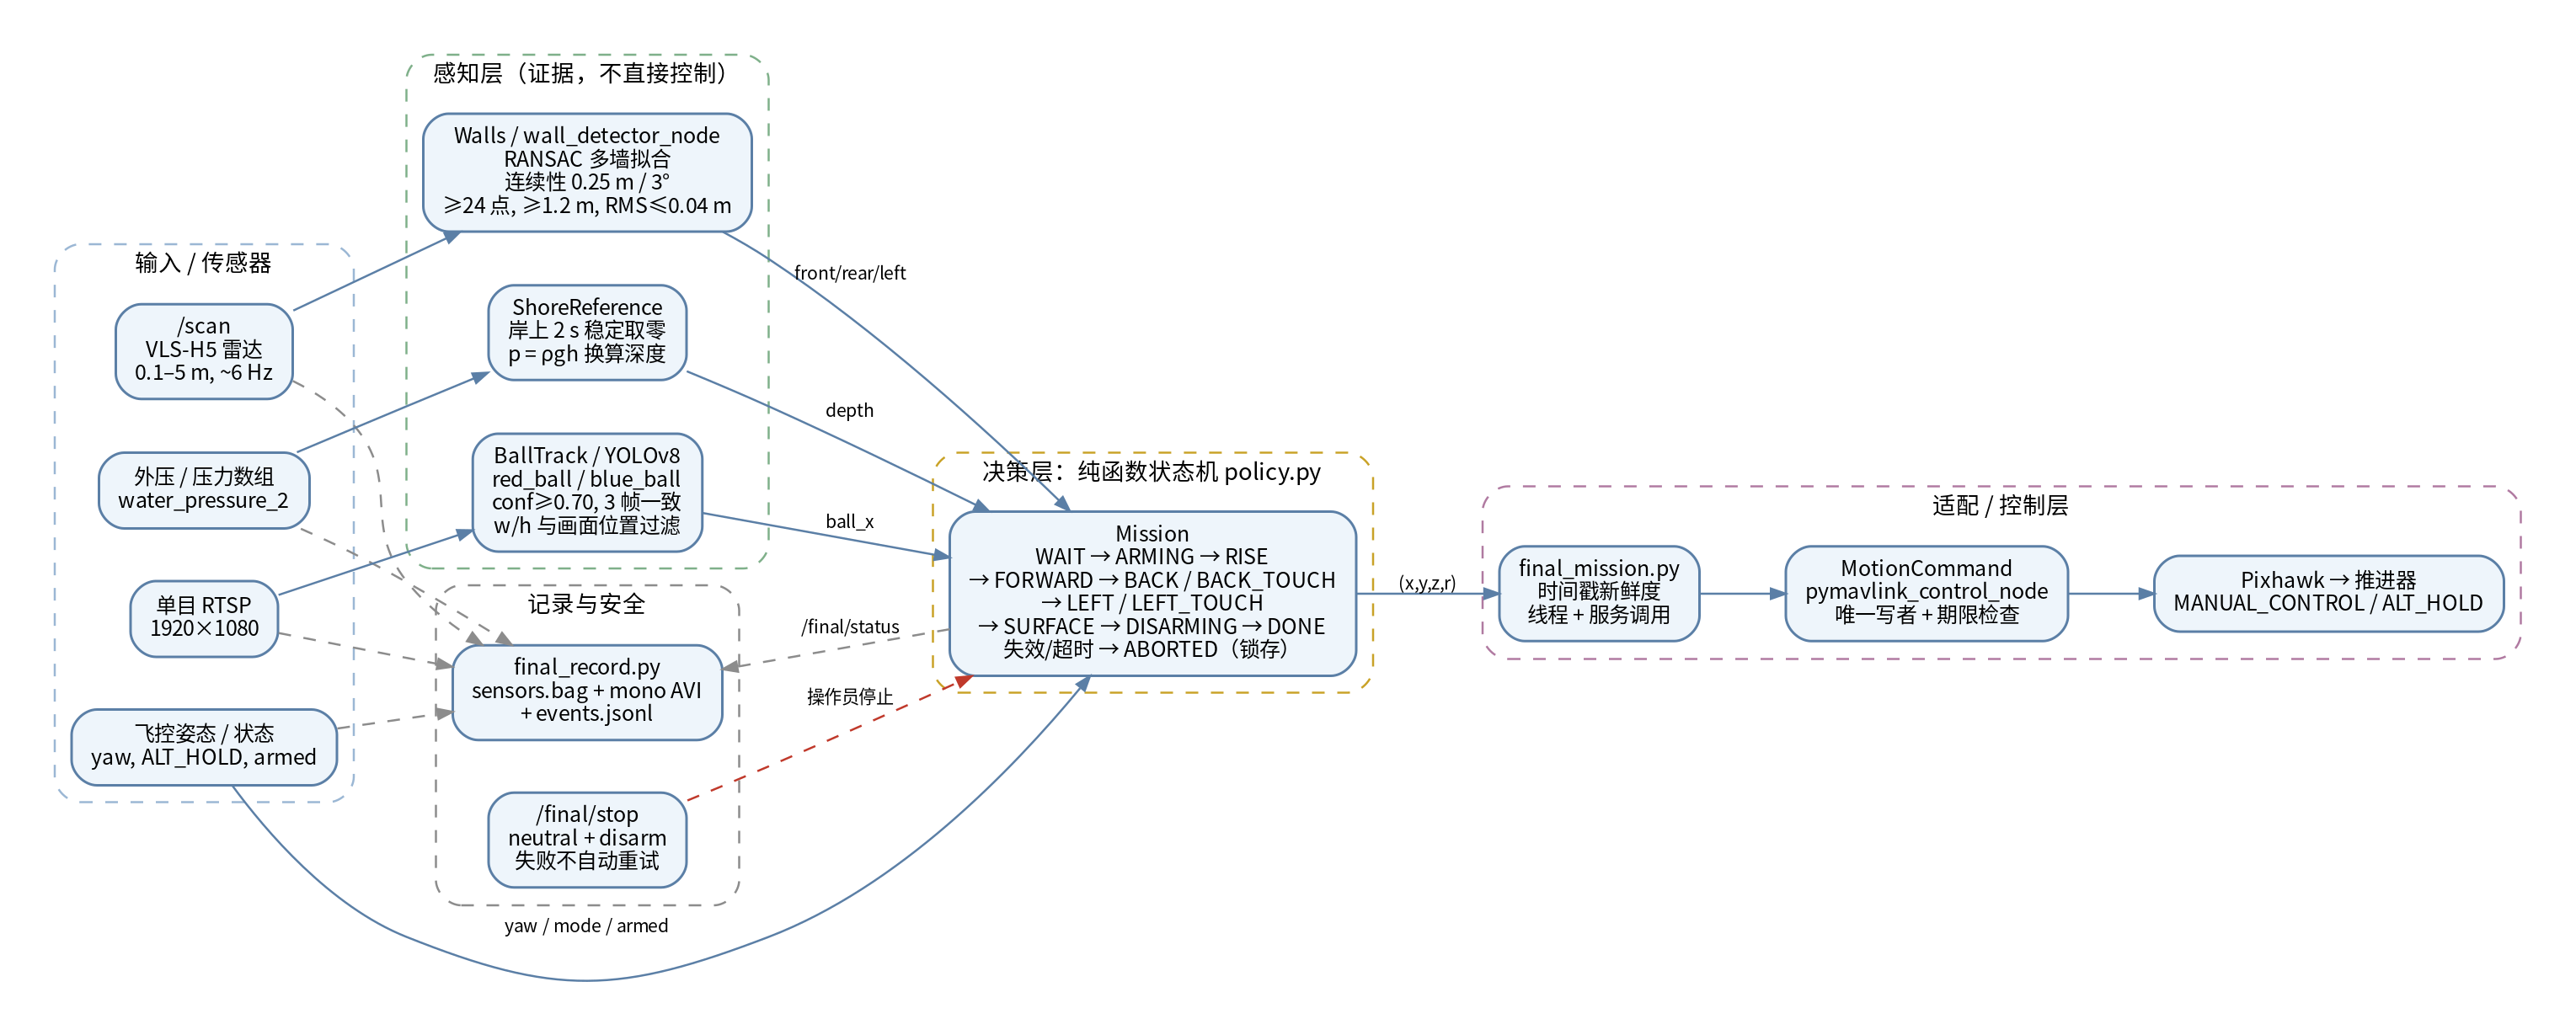 输入 / 传感器
/scan
VLS-H5 雷达
0.1–5 m, ~6 Hz
外压 / 压力数组
water_pressure_2
单目 RTSP
1920×1080
飞控姿态 / 状态
yaw, ALT_HOLD, armed
感知层（证据，不直接控制）
Walls / wall_detector_node
RANSAC 多墙拟合
连续性 0.25 m / 3°
≥24 点, ≥1.2 m, RMS≤0.04 m
ShoreReference
岸上 2 s 稳定取零
p = ρgh 换算深度
BallTrack / YOLOv8
red_ball / blue_ball
conf≥0.70, 3 帧一致
w/h 与画面位置过滤
记录与安全
final_record.py
sensors.bag + mono AVI
+ events.jsonl
/final/stop
neutral + disarm
失败不自动重试
front/rear/left
depth
ball_x
/final/status
操作员停止
yaw / mode / armed
决策层：纯函数状态机 policy.py
Mission
WAIT → ARMING → RISE
→ FORWARD → BACK / BACK_TOUCH
→ LEFT / LEFT_TOUCH
→ SURFACE → DISARMING → DONE
失效/超时 → ABORTED（锁存）
(x,y,z,r)
适配 / 控制层
final_mission.py
时间戳新鲜度
线程 + 服务调用
MotionCommand
pymavlink_control_node
唯一写者 + 期限检查
Pixhawk → 推进器
MANUAL_CONTROL / ALT_HOLD